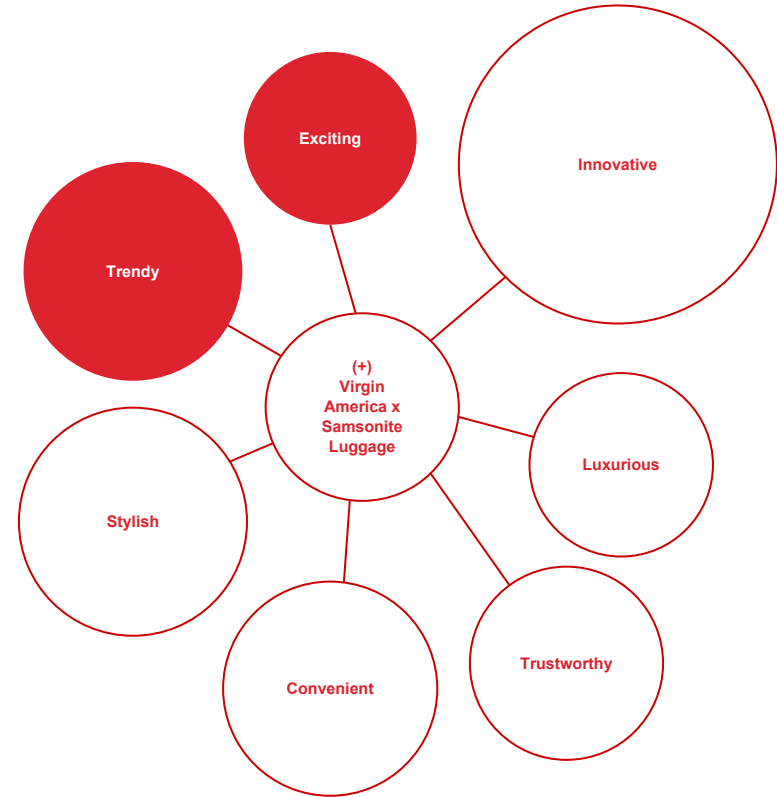 Exciting
Innovative
Trendy
(+)
Virgin
America x
Samsonite
Luggage
Luxurious
Stylish
Trustworthy
Convenient